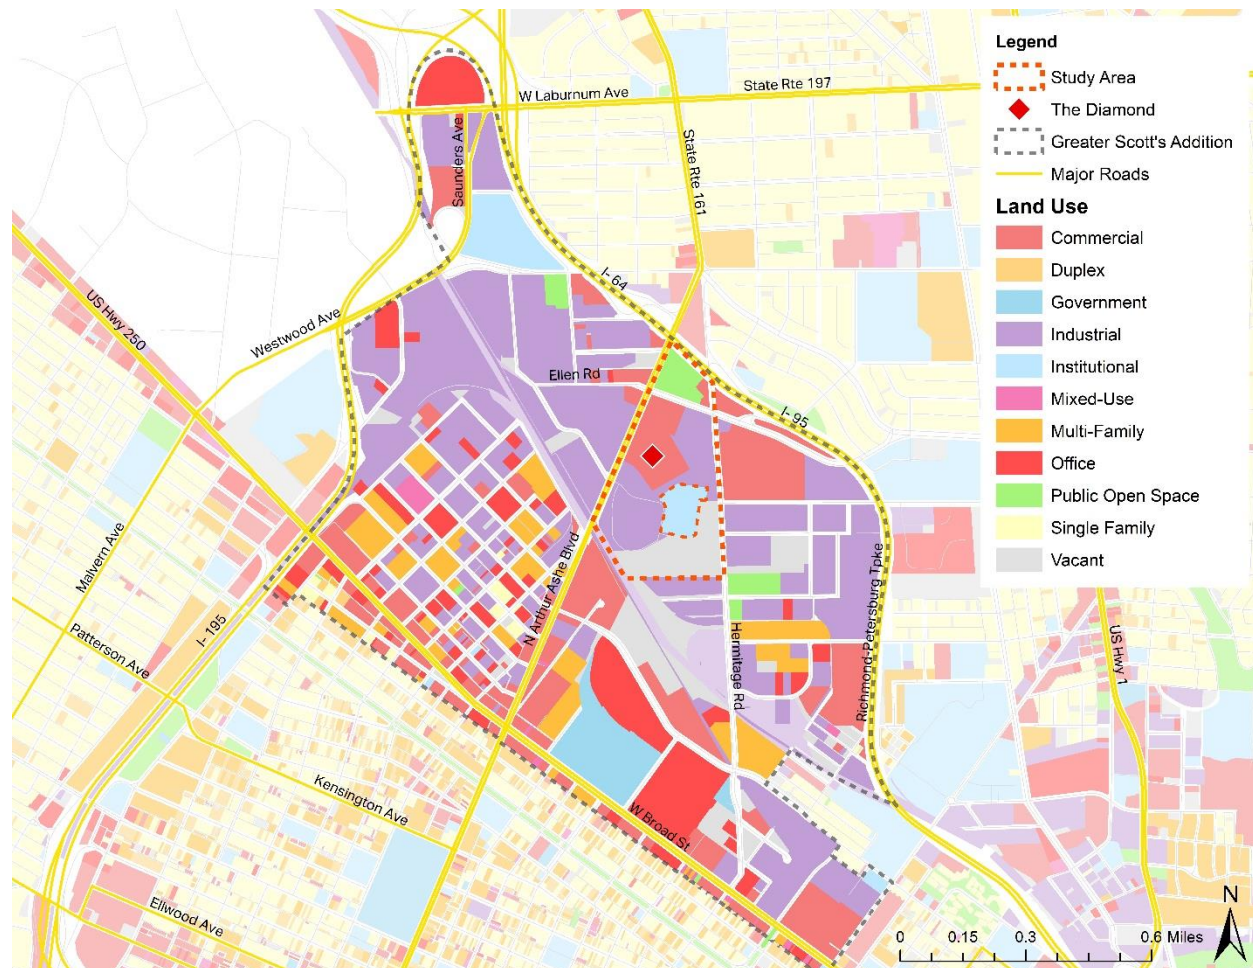 Legend
Study Area
The Diamond
Greater Scott's Addition
Major Roads
Land Use
Commercial
Duplex
Government
Industrial
Institutional
Mixed-Use
Multi-Family
Office
Public Open Space
Single Family
Vacant
W Laburnum Ave
State Rte 197
Saunders Ave
State Rte 161
I- 64
US Hwy 250
Westwood Ave
Ellen Rd
I- 95
Malvern Ave
N Arthur Ashe Blvd
Richmond-Petersburg Tpke
Patterson Ave
I- 195
Hermitage Rd
US Hwy 1
Kensington Ave
W Broad St
Ellwood Ave
N
0 0.15 0.3 0.6 Miles